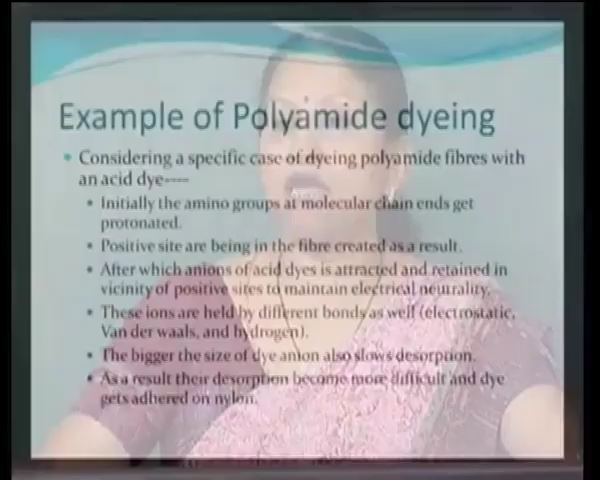 Example of Polyamide dyeing
Considering a specific case of dyeing polyamide fibres with
an acid dye----
Initially the amino groups at molecular chain ends get
protonated.
Positive site are being in the fibre created as a result.
After which anions of acid dyes is attracted and retained in
vicinity of positive sites to maintain electrical neutrality.
These ions are held by different bonds as well (electrostatic,
Van der waals, and hydrogen).
The bigger the size of dye anion also slows desorption.
As a result their desorption become more difficult and dye
gets adhered on nylon.